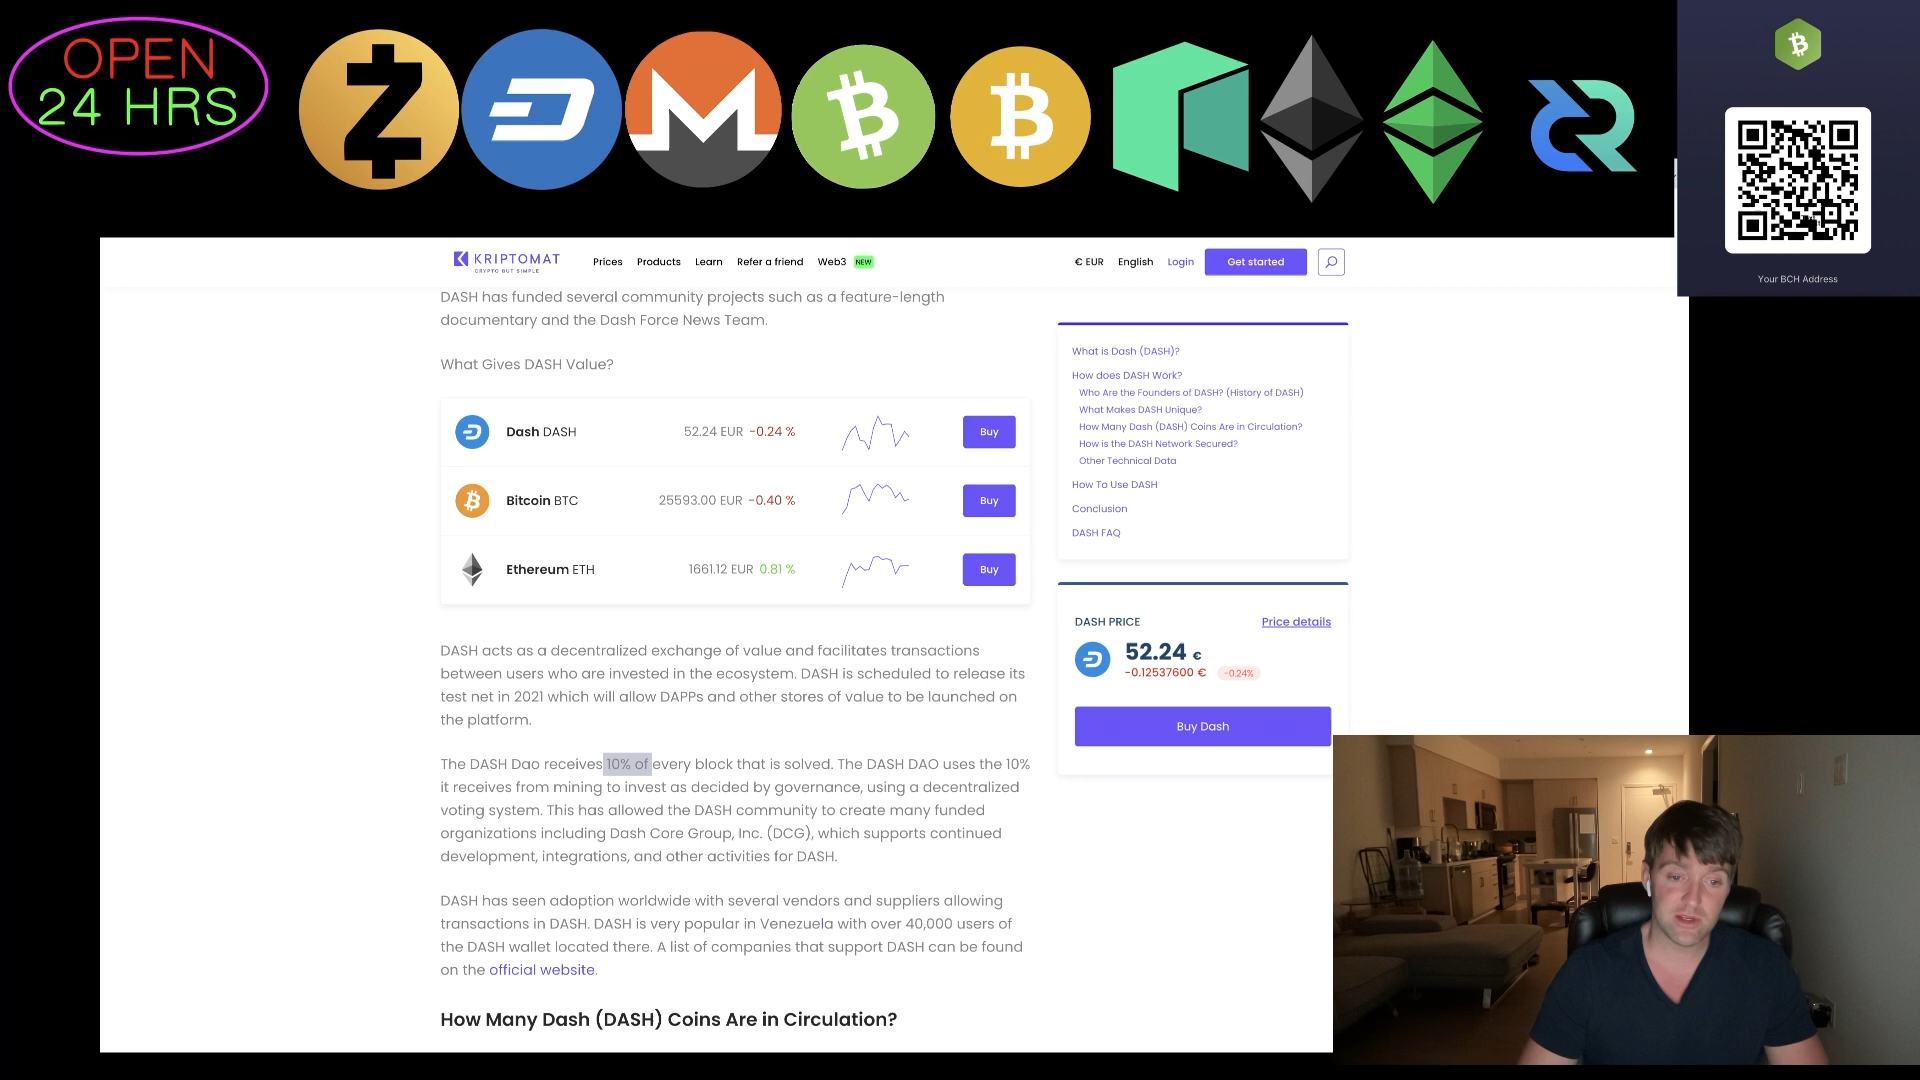 OPEN
24 HRS
KRIPTOMAT
CRYPTO BUT SIMPLE
Prices Products Learn Refer a friend Web3 NEW
€ EUR English Login Get started
Your BCH Address
DASH has funded several community projects such as a feature-length
documentary and the Dash Force News Team.
What Gives DASH Value?
Dash DASH 52.24 EUR -0.24 % Buy
Bitcoin BTC 25593.00 EUR -0.40 % Buy
Ethereum ETH 1661.12 EUR 0.81 % Buy
DASH acts as a decentralized exchange of value and facilitates transactions
between users who are invested in the ecosystem. DASH is scheduled to release its
test net in 2021 which will allow DAPPs and other stores of value to be launched on
the platform.
The DASH Dao receives 10% of every block that is solved. The DASH DAO uses the 10%
it receives from mining to invest as decided by governance, using a decentralized
voting system. This has allowed the DASH community to create many funded
organizations including Dash Core Group, Inc. (DCG), which supports continued
development, integrations, and other activities for DASH.
DASH has seen adoption worldwide with several vendors and suppliers allowing
transactions in DASH. DASH is very popular in Venezuela with over 40,000 users of
the DASH wallet located there. A list of companies that support DASH can be found
on the official website.
How Many Dash (DASH) Coins Are in Circulation?
What is Dash (DASH)?
How does DASH Work?
Who Are the Founders of DASH? (History of DASH)
What Makes DASH Unique?
How Many Dash (DASH) Coins Are in Circulation?
How is the DASH Network Secured?
Other Technical Data
How To Use DASH
Conclusion
DASH FAQ
DASH PRICE Price details
52.24 €
-0.12537600 € -0.24%
Buy Dash